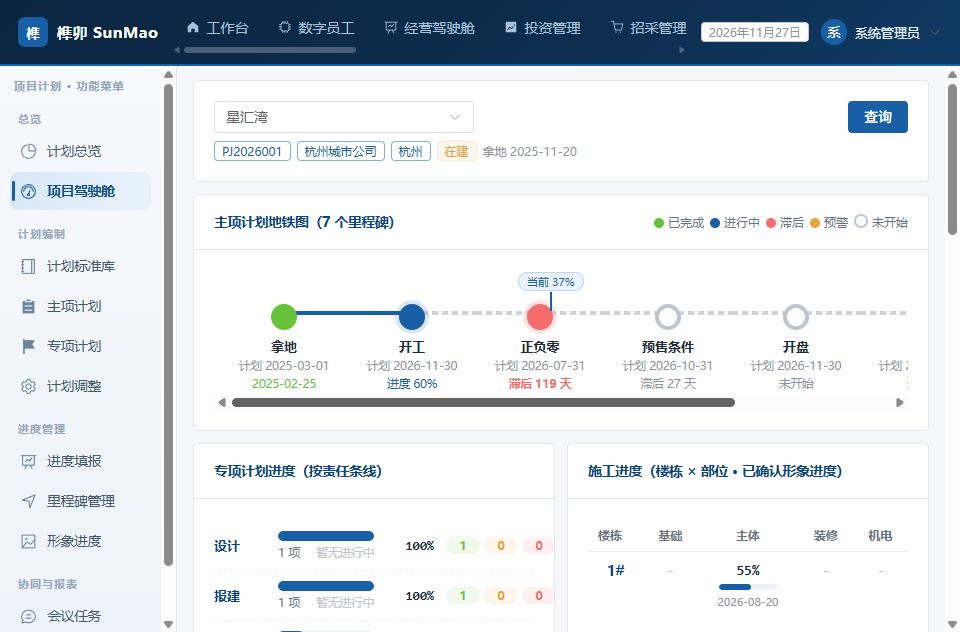 榫 榫卯 SunMao
工作台
数字员工
经营驾驶舱
投资管理
招采管理
2026年11月27日
系 系统管理员
项目计划 • 功能菜单
总览
计划总览
项目驾驶舱
计划编制
计划标准库
主项计划
专项计划
计划调整
进度管理
进度填报
里程碑管理
形象进度
协同与报表
会议任务
星汇湾
查询
PJ2026001 杭州城市公司 杭州 在建 拿地 2025-11-20
主项计划地铁图（7 个里程碑）
已完成 进行中 滞后 预警 未开始
当前 37%
拿地 开工 正负零 预售条件 开盘
计划 2025-03-01 计划 2026-11-30 计划 2026-07-31 计划 2026-10-31 计划 2026-11-30 计划
2025-02-25 进度 60% 滞后 119 天 滞后 27 天 未开始
专项计划进度（按责任条线）
设计 100% 1 0 0
1 项 暂无进行中
报建 100% 1 0 0
1 项 暂无进行中
施工进度（楼栋 × 部位 • 已确认形象进度）
楼栋 基础 主体 装修 机电
1# - 55% - -
2026-08-20